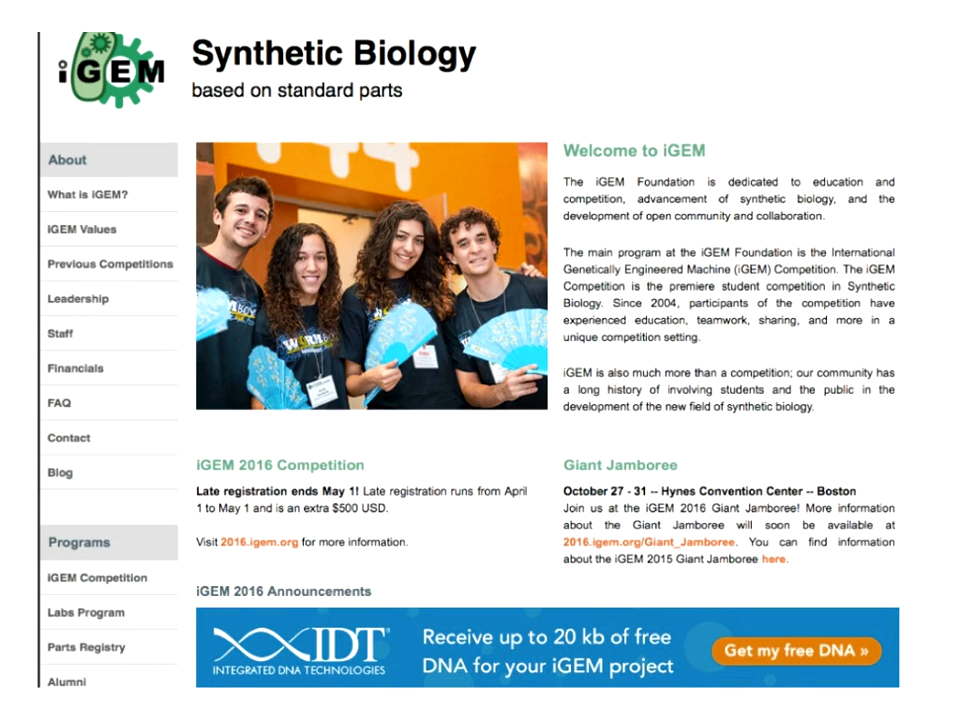 iGEM
Synthetic Biology
based on standard parts
About
What is iGEM?
iGEM Values
Previous Competitions
Leadership
Staff
Financials
FAQ
Contact
Blog
Programs
iGEM Competition
Labs Program
Parts Registry
Alumni
Welcome to iGEM
The iGEM Foundation is dedicated to education and
competition, advancement of synthetic biology, and the
development of open community and collaboration.
The main program at the iGEM Foundation is the International
Genetically Engineered Machine (iGEM) Competition. The iGEM
Competition is the premiere student competition in Synthetic
Biology. Since 2004, participants of the competition have
experienced education, teamwork, sharing, and more in a
unique competition setting.
iGEM is also much more than a competition; our community has
a long history of involving students and the public in the
development of the new field of synthetic biology.
iGEM 2016 Competition
Late registration ends May 1! Late registration runs from April
1 to May 1 and is an extra $500 USD.
Visit 2016.igem.org for more information.
Giant Jamboree
October 27 - 31 -- Hynes Convention Center -- Boston
Join us at the iGEM 2016 Giant Jamboree! More information
about the Giant Jamboree will soon be available at
2016.igem.org/Giant_Jamboree. You can find information
about the iGEM 2015 Giant Jamboree here.
iGEM 2016 Announcements
IDT
INTEGRATED DNA TECHNOLOGIES
Receive up to 20 kb of free
DNA for your iGEM project
Get my free DNA »